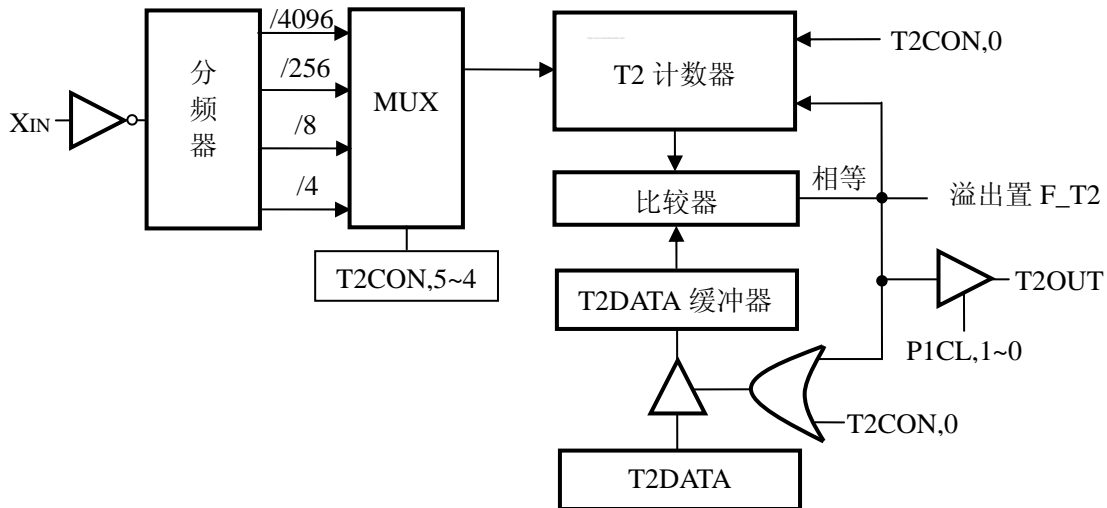 /4096
T2CON,0
分频器
/256
T2 计数器
MUX
XIN
/8
相等
/4
比较器
溢出置 F_T2
T2CON,5~4
T2DATA 缓冲器
T2OUT
P1CL,1~0
T2CON,0
T2DATA